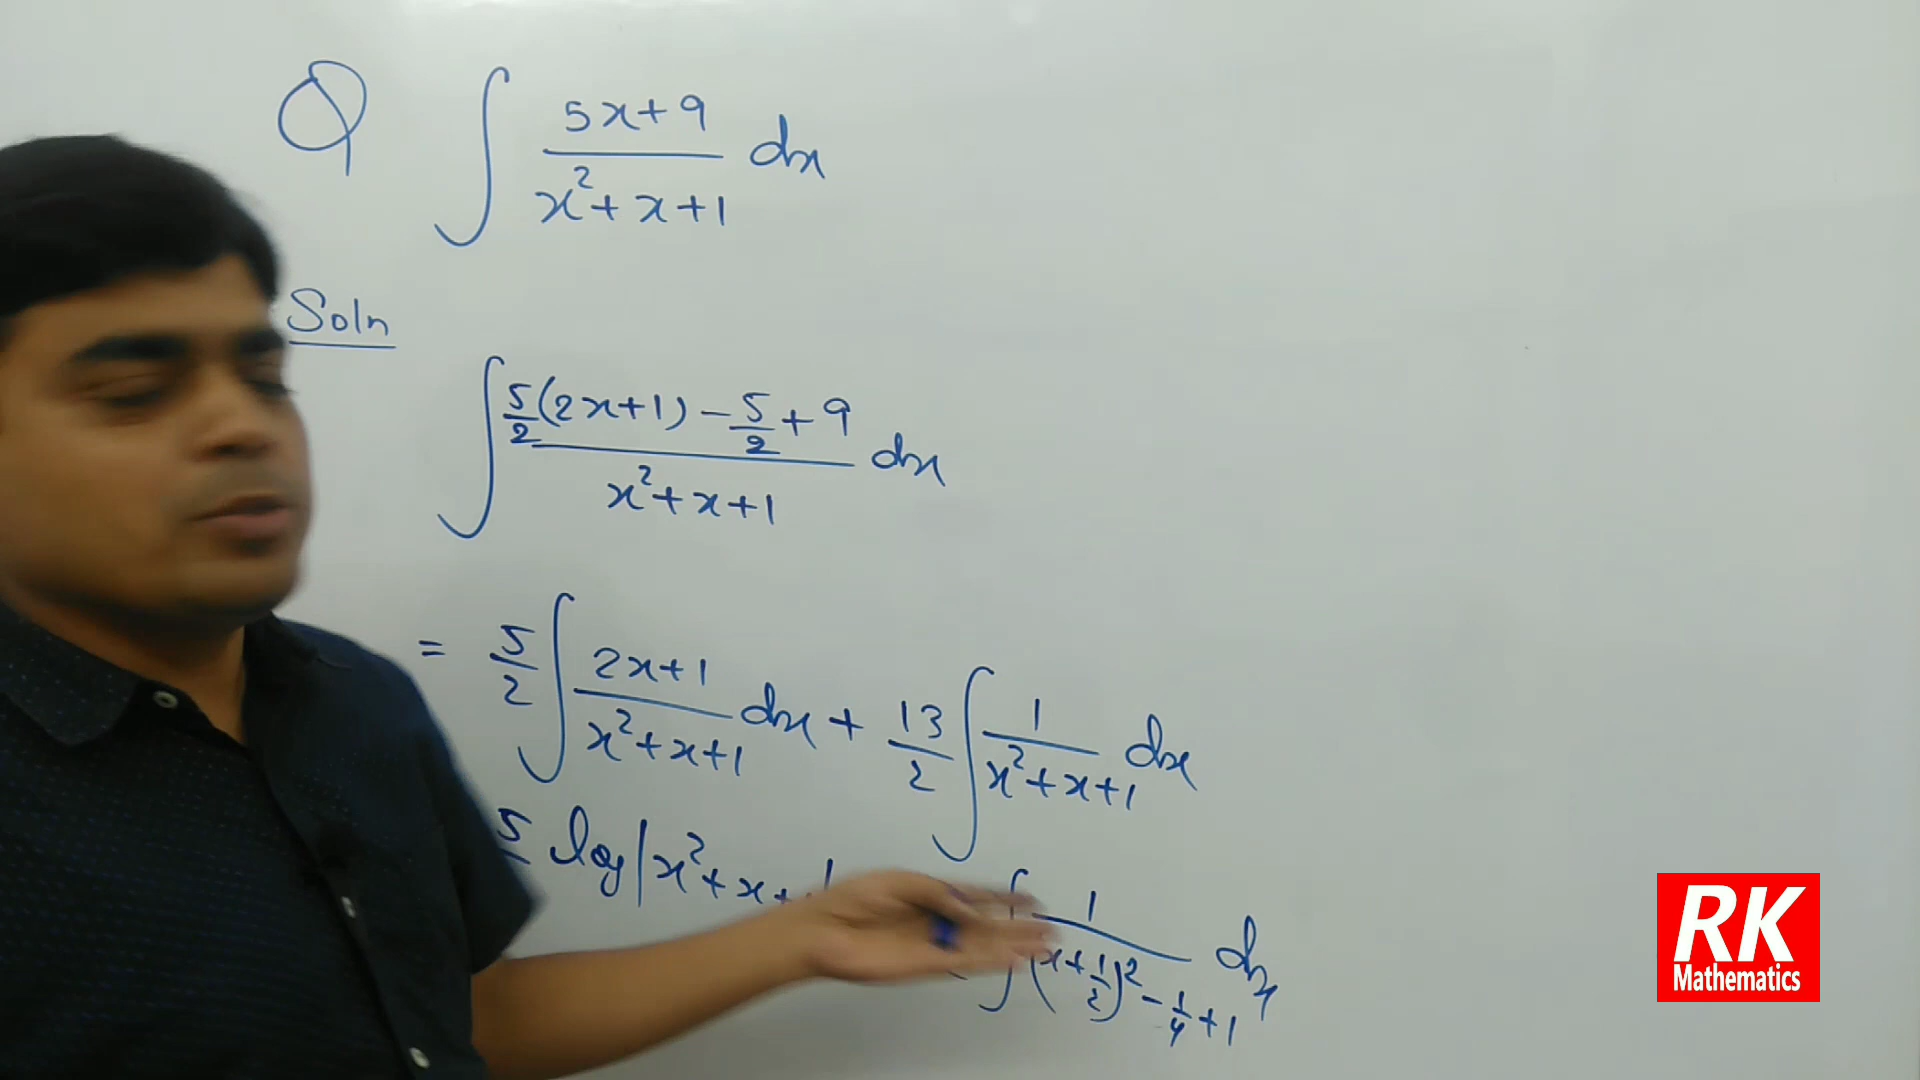 Q ∫ (5x+9)/(x²+x+1) dx
Soln
∫ (5/2(2x+1) - 5/2 + 9)/(x²+x+1) dx
= 5/2 ∫ (2x+1)/(x²+x+1) dx + 13/2 ∫ 1/(x²+x+1) dx
5 log|x²+x+ ∫ 1/((x+1/2)² - 1/4 + 1) dx
RK
Mathematics